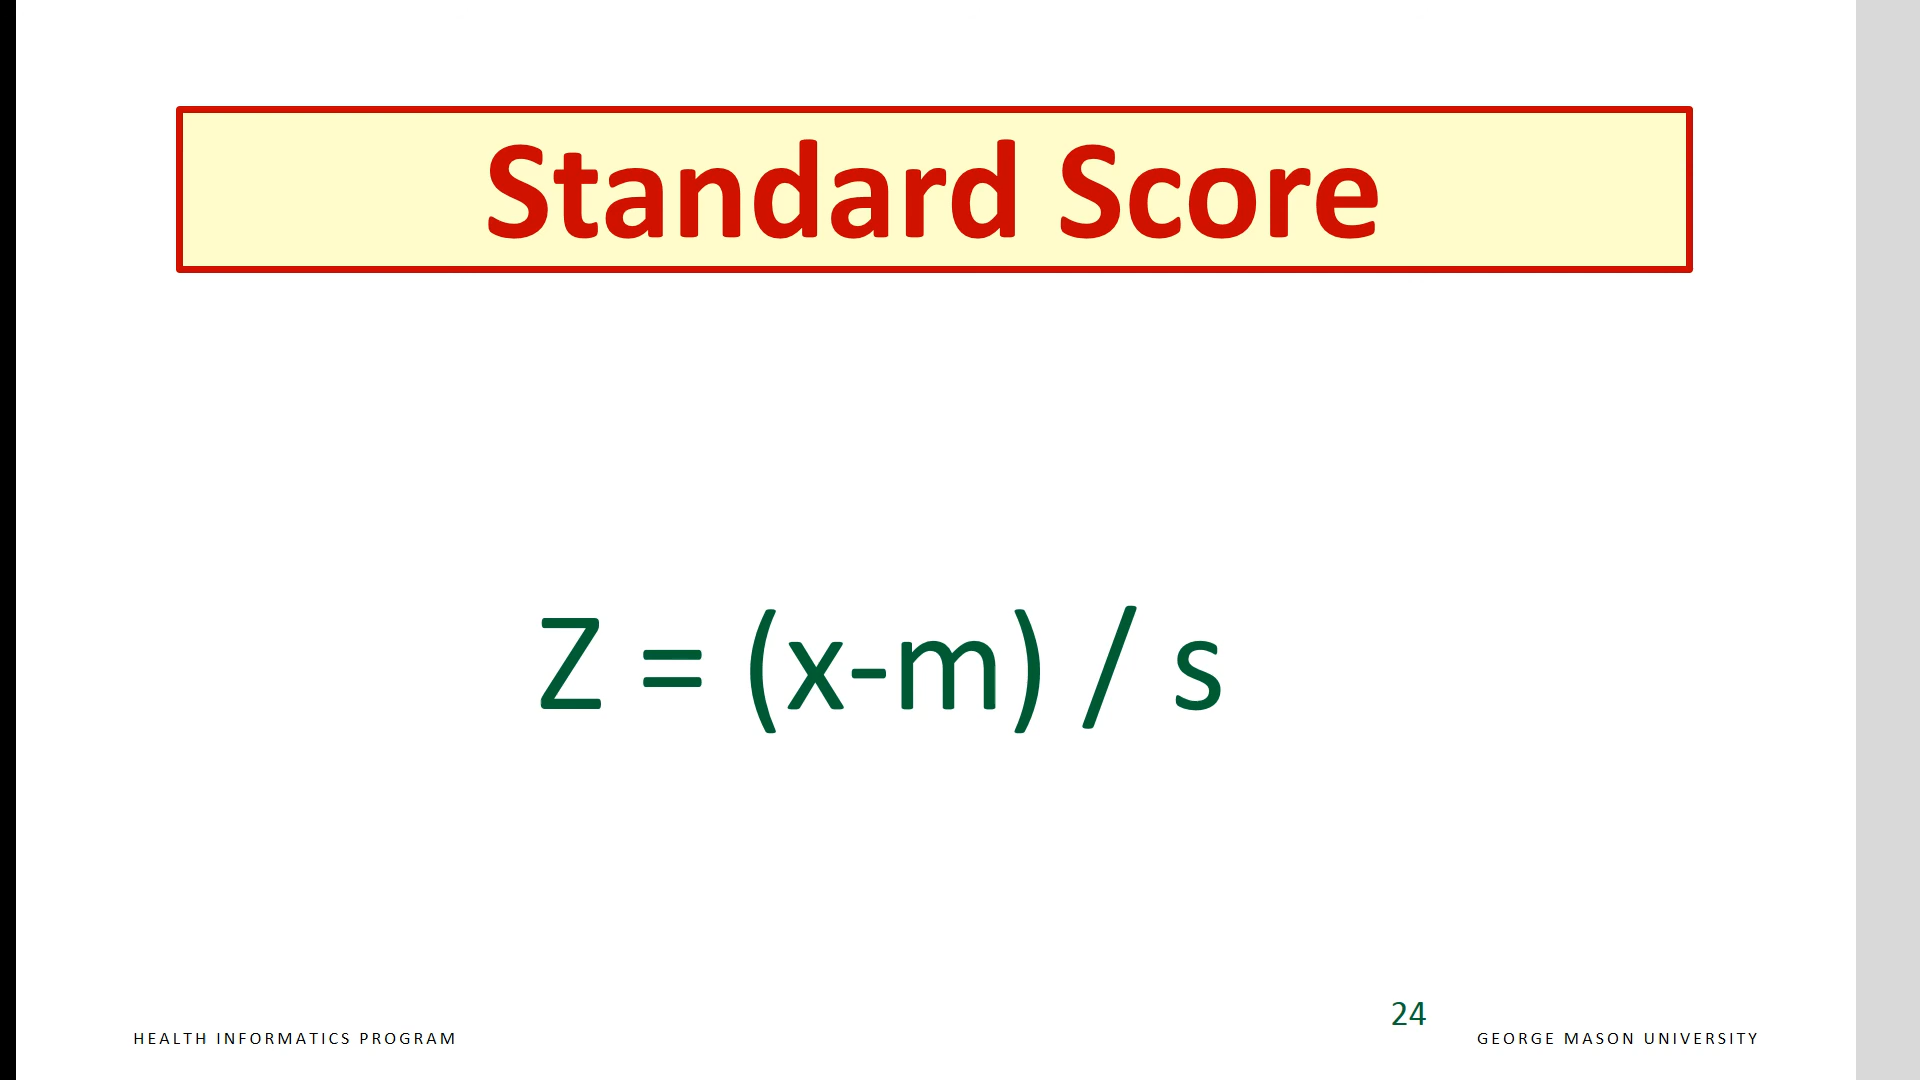 Standard Score
Z = (x-m) / s
24
HEALTH INFORMATICS PROGRAM
GEORGE MASON UNIVERSITY